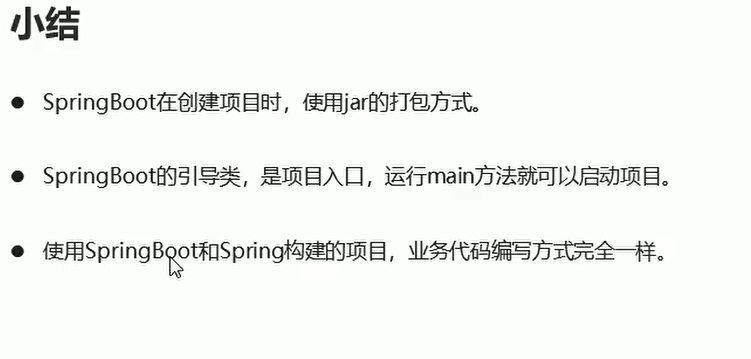 小结
● SpringBoot在创建项目时，使用jar的打包方式。
● SpringBoot的引导类，是项目入口，运行main方法就可以启动项目。
● 使用SpringBoot和Spring构建的项目，业务代码编写方式完全一样。